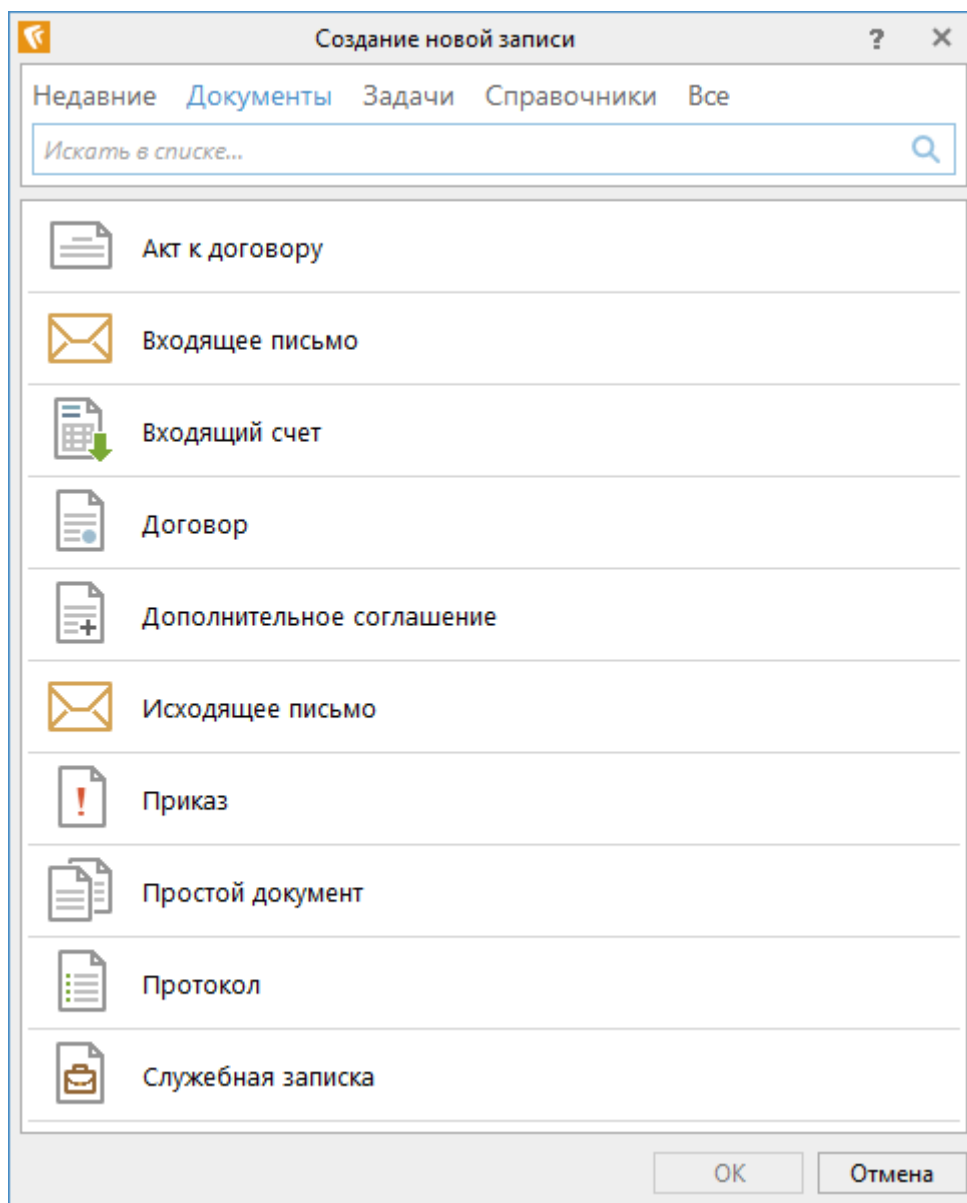 Создание новой записи ? ×
Недавние Документы Задачи Справочники Все
Искать в списке...
Акт к договору
Входящее письмо
Входящий счет
Договор
Дополнительное соглашение
Исходящее письмо
Приказ
Простой документ
Протокол
Служебная записка
ОК Отмена